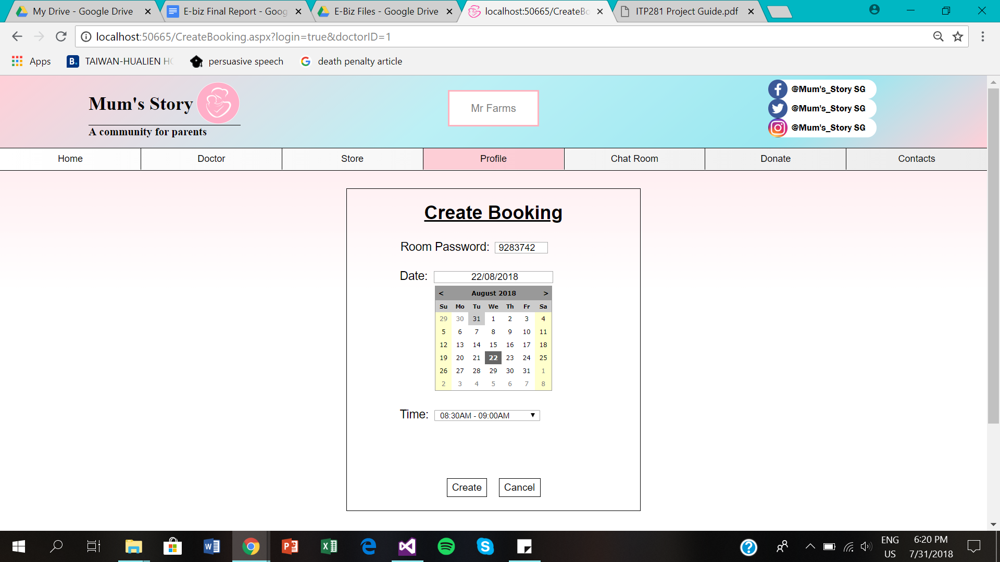 My Drive - Google Drive
E-biz Final Report - Goog
E-Biz Files - Google Drive
localhost:50665/CreateBo
ITP281 Project Guide.pdf
localhost:50665/CreateBooking.aspx?login=true&doctorID=1
Apps
B. TAIWAN-HUALIEN HO
persuasive speech
death penalty article
Mum's Story
A community for parents
Mr Farms
@Mum's_Story SG
@Mum's_Story SG
@Mum's_Story SG
Home Doctor Store Profile Chat Room Donate Contacts
Create Booking
Room Password: 9283742
Date: 22/08/2018
< August 2018 >
Su Mo Tu We Th Fr Sa
29 30 31 1 2 3 4
5 6 7 8 9 10 11
12 13 14 15 16 17 18
19 20 21 22 23 24 25
26 27 28 29 30 31 1
2 3 4 5 6 7 8
Time: 08:30AM - 09:00AM
Create Cancel
ENG 6:20 PM
US 7/31/2018